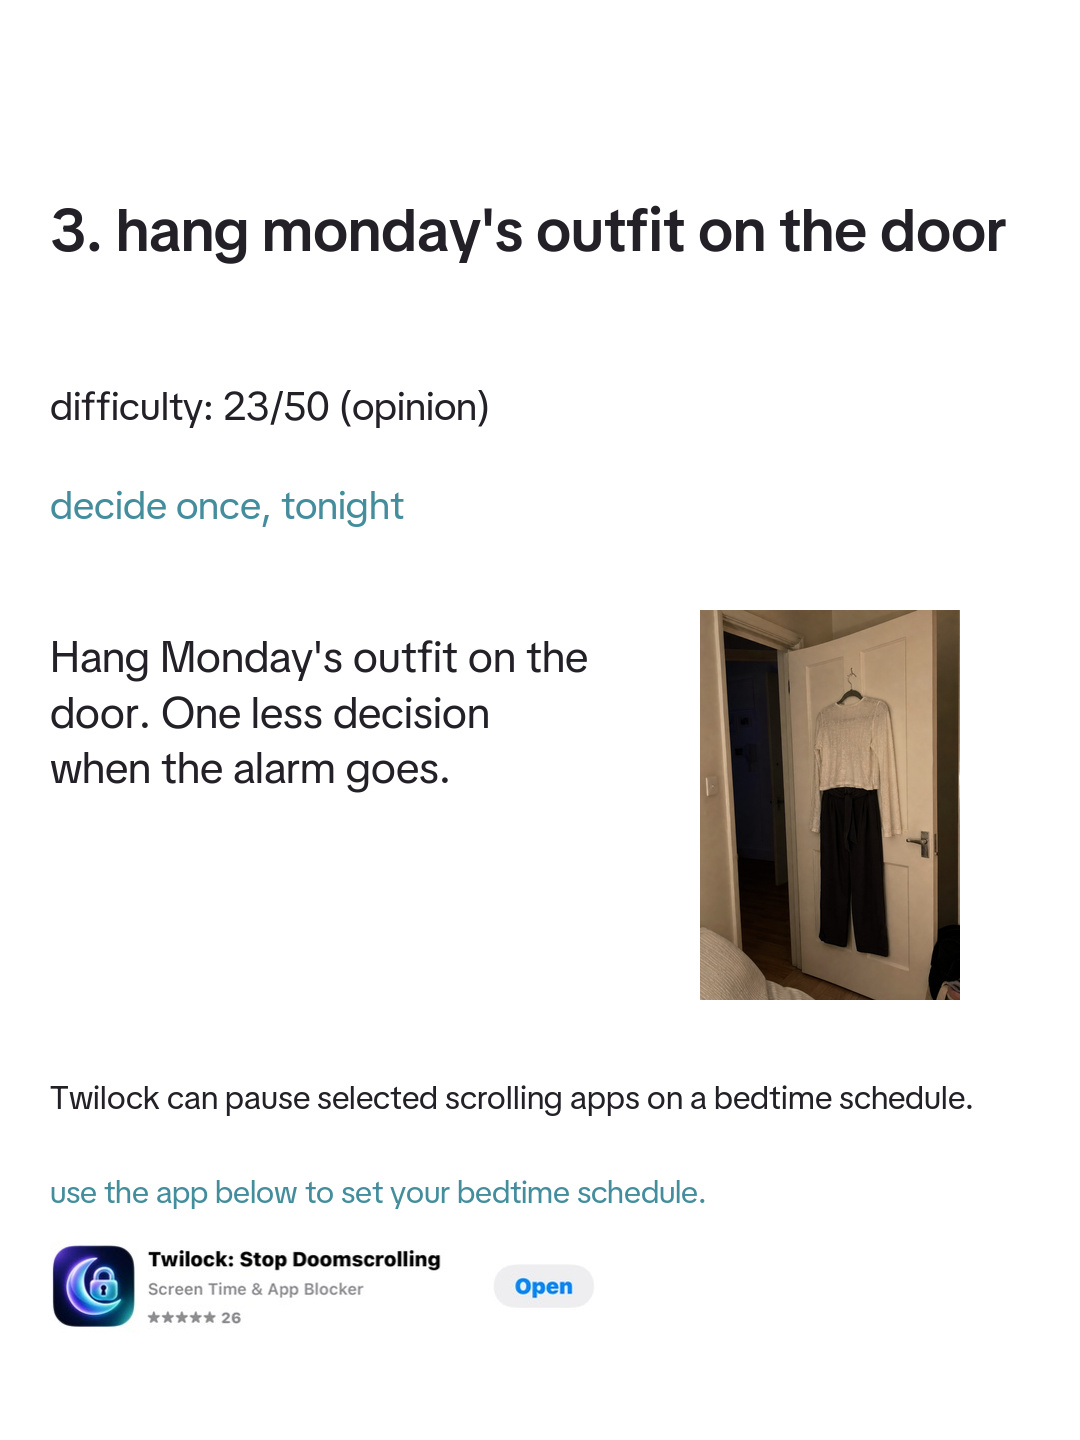 3. hang monday's outfit on the door
difficulty: 23/50 (opinion)
decide once, tonight
Hang Monday's outfit on the
door. One less decision
when the alarm goes.
Twilock can pause selected scrolling apps on a bedtime schedule.
use the app below to set your bedtime schedule.
Twilock: Stop Doomscrolling
Screen Time & App Blocker
★★★★★ 26
Open